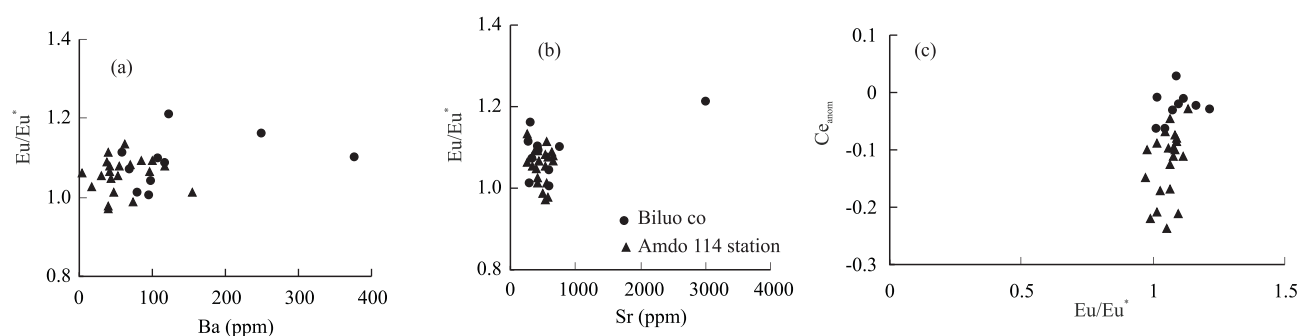 (a)
Eu/Eu*
1.4
1.2
1.0
0.8
0
100
200
300
400
Ba (ppm)
(b)
Eu/Eu*
1.4
1.2
1.0
0.8
0
1000
2000
3000
4000
Sr (ppm)
Biluo co
Amdo 114 station
(c)
Ce anom
0.1
0
-0.1
-0.2
-0.3
0
0.5
1
1.5
Eu/Eu*